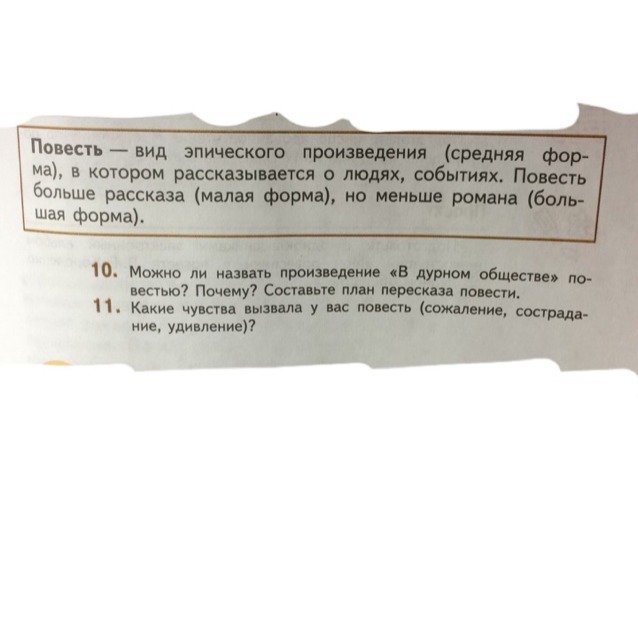 Повесть — вид эпического произведения (средняя фор-
ма), в котором рассказывается о людях, событиях. Повесть
больше рассказа (малая форма), но меньше романа (боль-
шая форма).
10. Можно ли назвать произведение «В дурном обществе» по-
вестью? Почему? Составьте план пересказа повести.
11. Какие чувства вызвала у вас повесть (сожаление, сострада-
ние, удивление)?